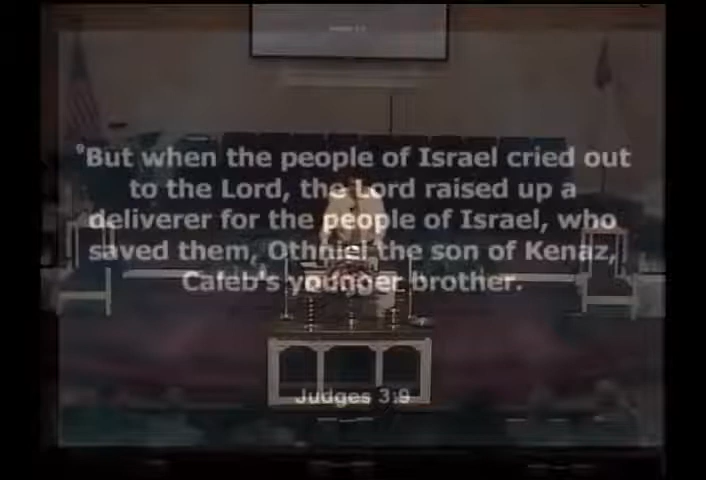 ⁹But when the people of Israel cried out
to the Lord, the Lord raised up a
deliverer for the people of Israel, who
saved them, Othniel the son of Kenaz,
Caleb's younger brother.
Judges 3:9